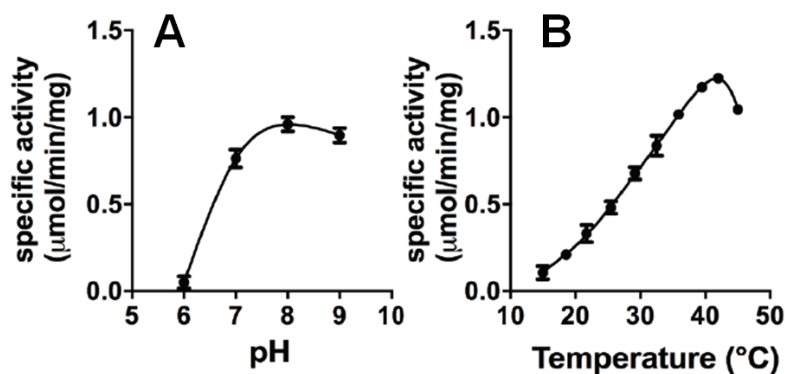 A
specific activity
(μmol/min/mg)
1.5
1.0
0.5
0.0
5 6 7 8 9 10
pH
B
specific activity
(μmol/min/mg)
1.5
1.0
0.5
0.0
10 20 30 40 50
Temperature (°C)